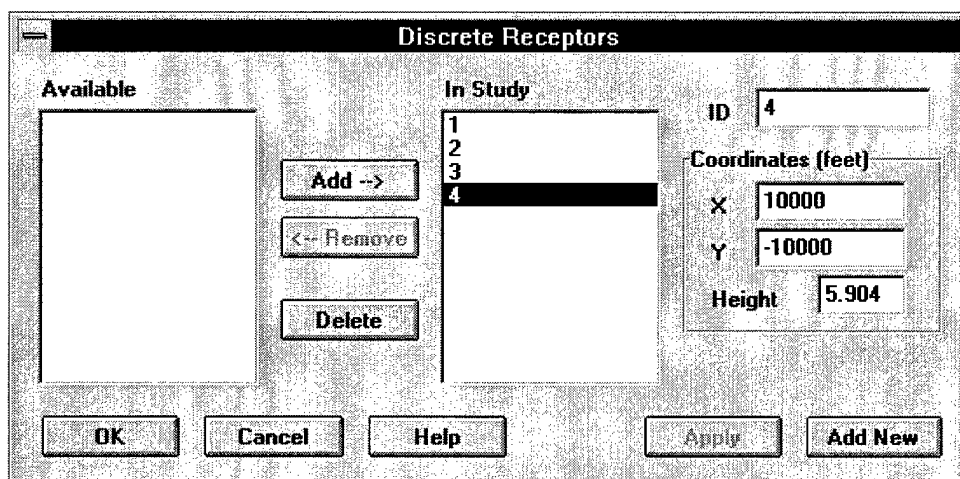 Discrete Receptors
Available
In Study
1
2
3
4
Add -->
<-- Remove
Delete
ID 4
Coordinates (feet)
X 10000
Y -10000
Height 5.904
OK Cancel Help Apply Add New